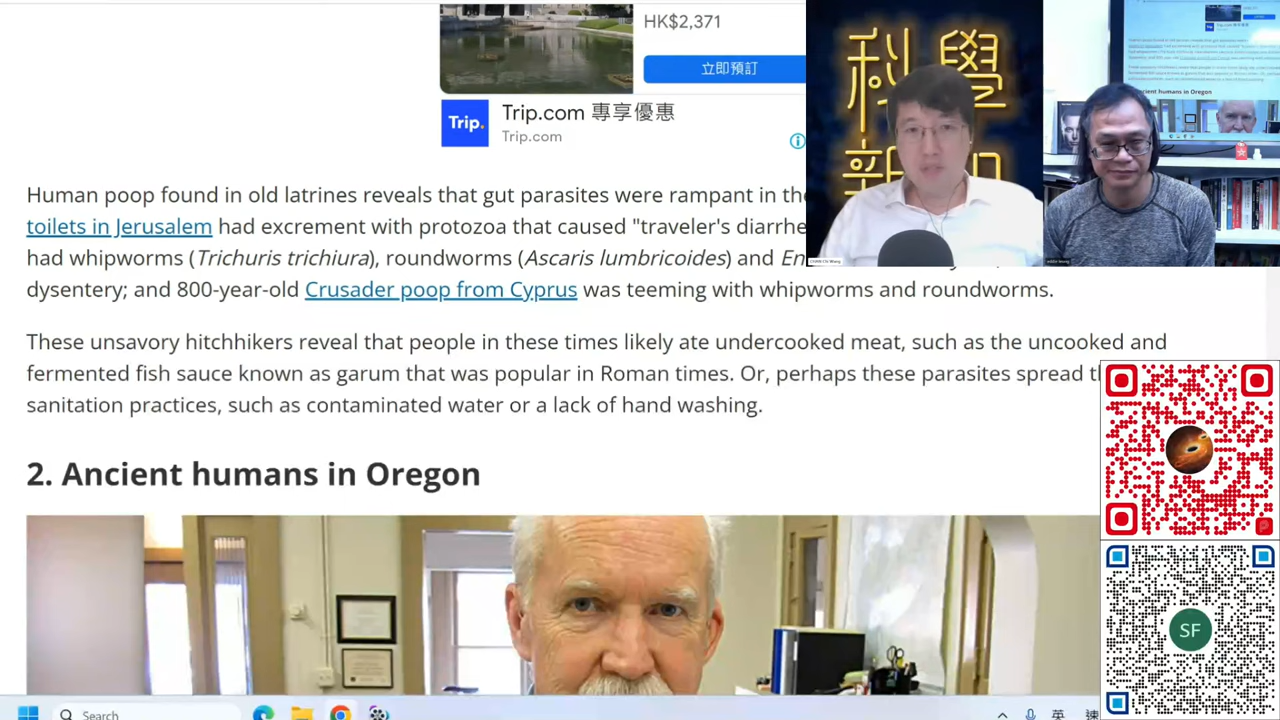 HK$2,371
立即預訂
Trip.
Trip.com 專享優惠
Trip.com
科學
新知
Human poop found in old latrines reveals that gut parasites were rampant in the
toilets in Jerusalem had excrement with protozoa that caused "traveler's diarrhe
had whipworms (Trichuris trichiura), roundworms (Ascaris lumbricoides) and En
dysentery; and 800-year-old Crusader poop from Cyprus was teeming with whipworms and roundworms.
These unsavory hitchhikers reveal that people in these times likely ate undercooked meat, such as the uncooked and
fermented fish sauce known as garum that was popular in Roman times. Or, perhaps these parasites spread th
sanitation practices, such as contaminated water or a lack of hand washing.
2. Ancient humans in Oregon
SF
Search
英